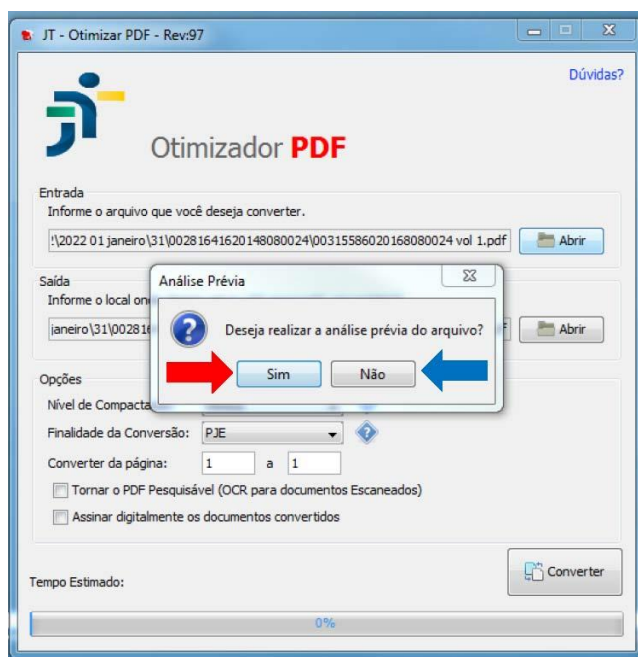 JT - Otimizar PDF - Rev:97
Dúvidas?
Otimizador PDF
Entrada
Informe o arquivo que você deseja converter.
:\2022 01 janeiro\31\00281641620148080024\00315586020168080024 vol 1.pdf
Abrir
Saída
Informe o local
janeiro\31\0028
Abrir
Análise Prévia
Deseja realizar a análise prévia do arquivo?
Sim
Não
Opções
Nível de
Finalidade da Conversão: PJE
Converter da página: 1 a 1
Tornar o PDF Pesquisável (OCR para documentos Escaneados)
Assinar digitalmente os documentos convertidos
Converter
Tempo Estimado:
0%